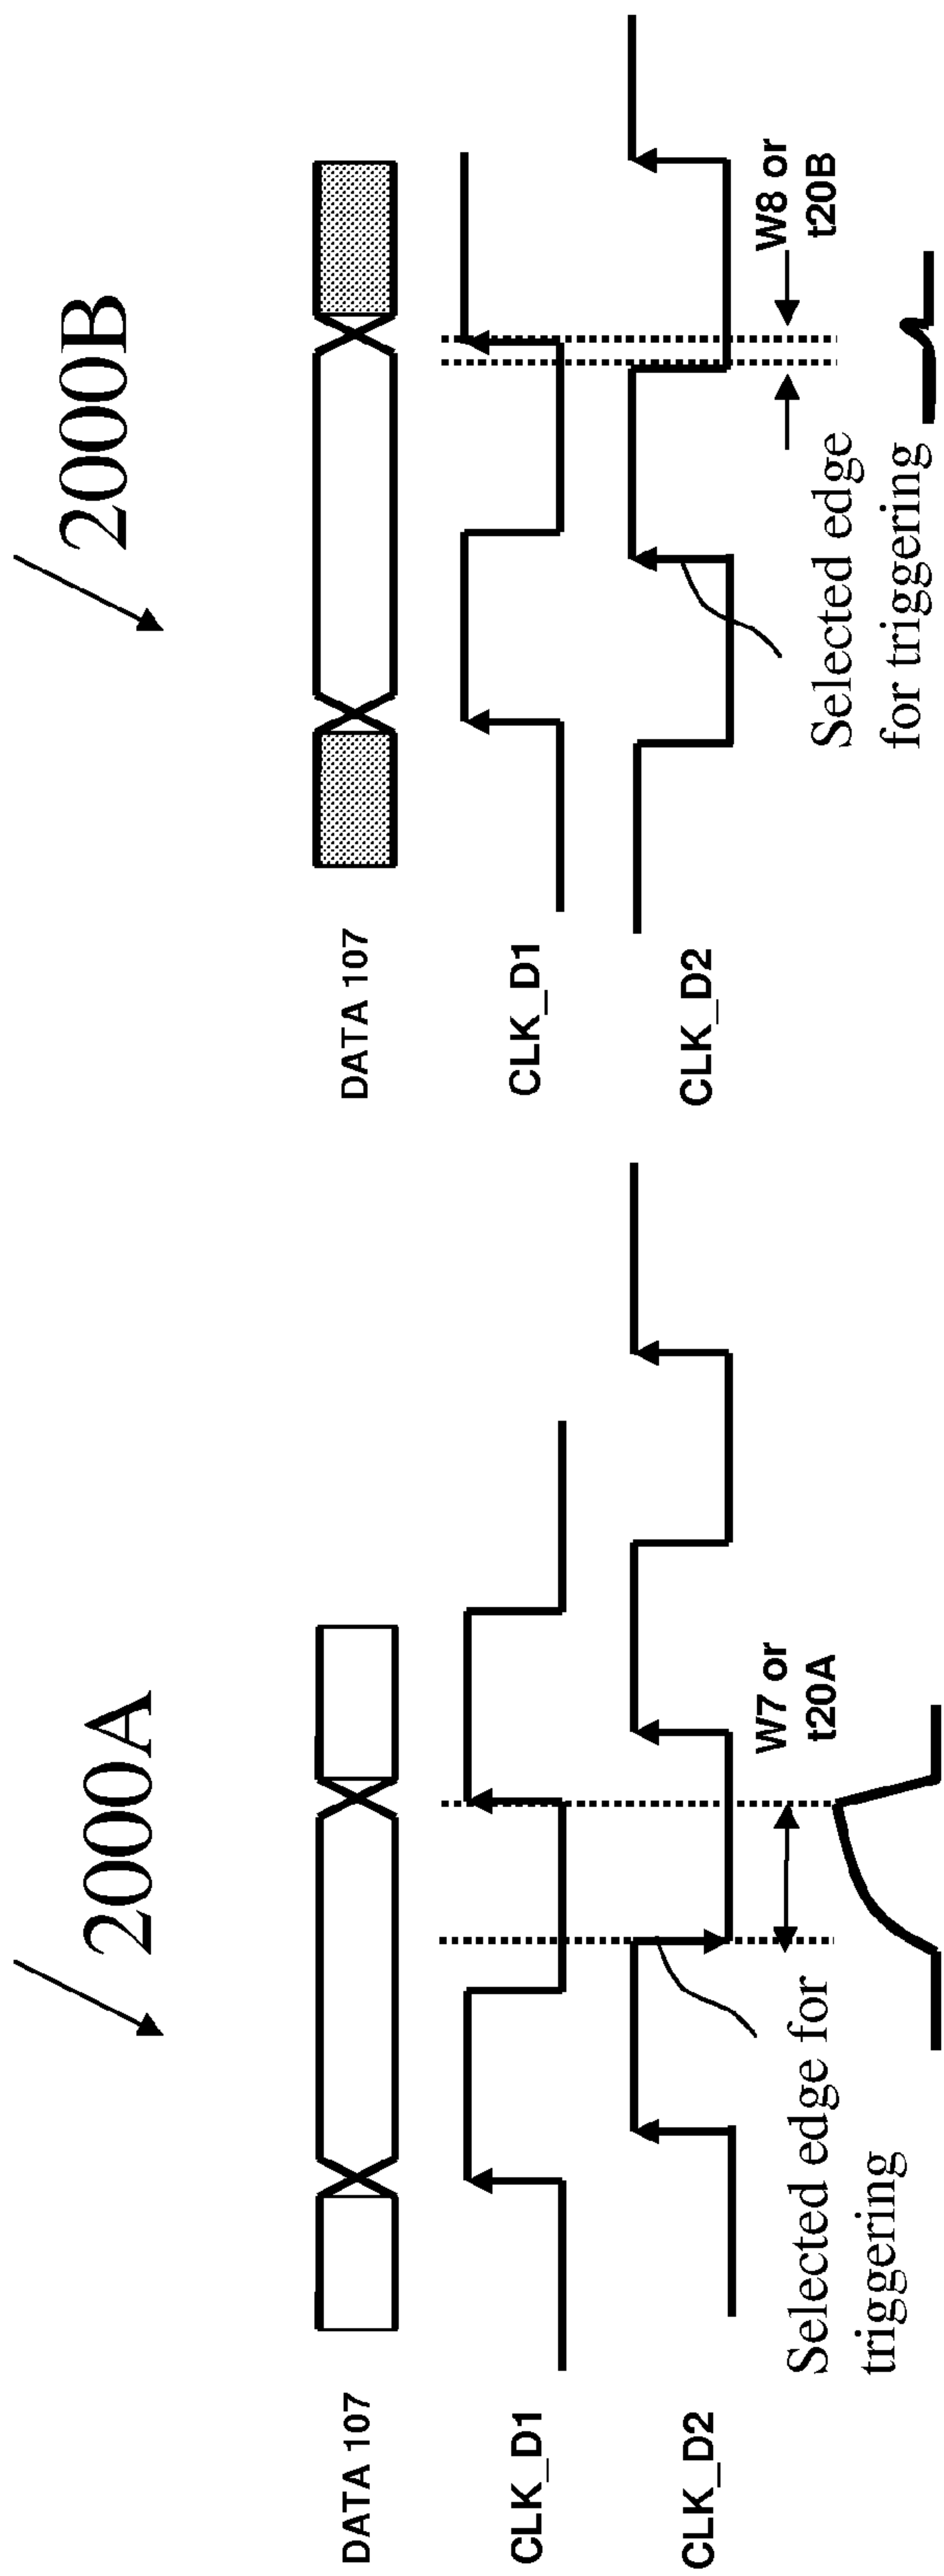 2000A
DATA 107
CLK_D1
CLK_D2
W7 or
t20A
Selected edge for
triggering
2000B
DATA 107
CLK_D1
CLK_D2
W8 or
t20B
Selected edge
for triggering